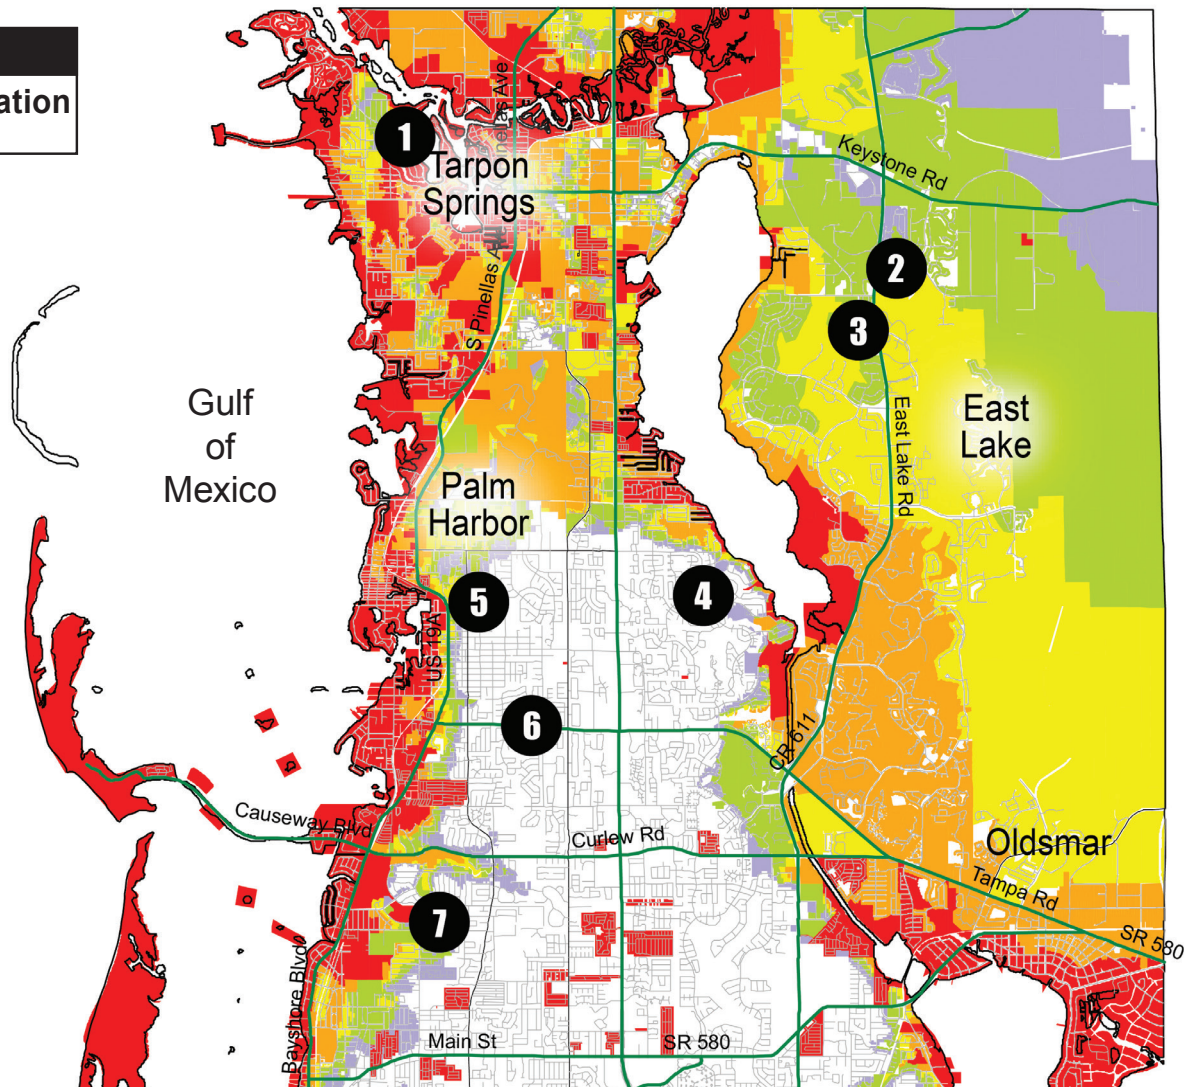 ation
1
Tarpon
Springs
Keystone Rd
2
S Pinellas A
3
Gulf
of
Mexico
East
Lake
East Lake Rd
Palm
Harbor
5
4
US 19A
6
CR 611
Causeway Blvd
Curlew Rd
Oldsmar
Tampa Rd
7
SR 580
Bayshore Blvd
Main St
SR 580